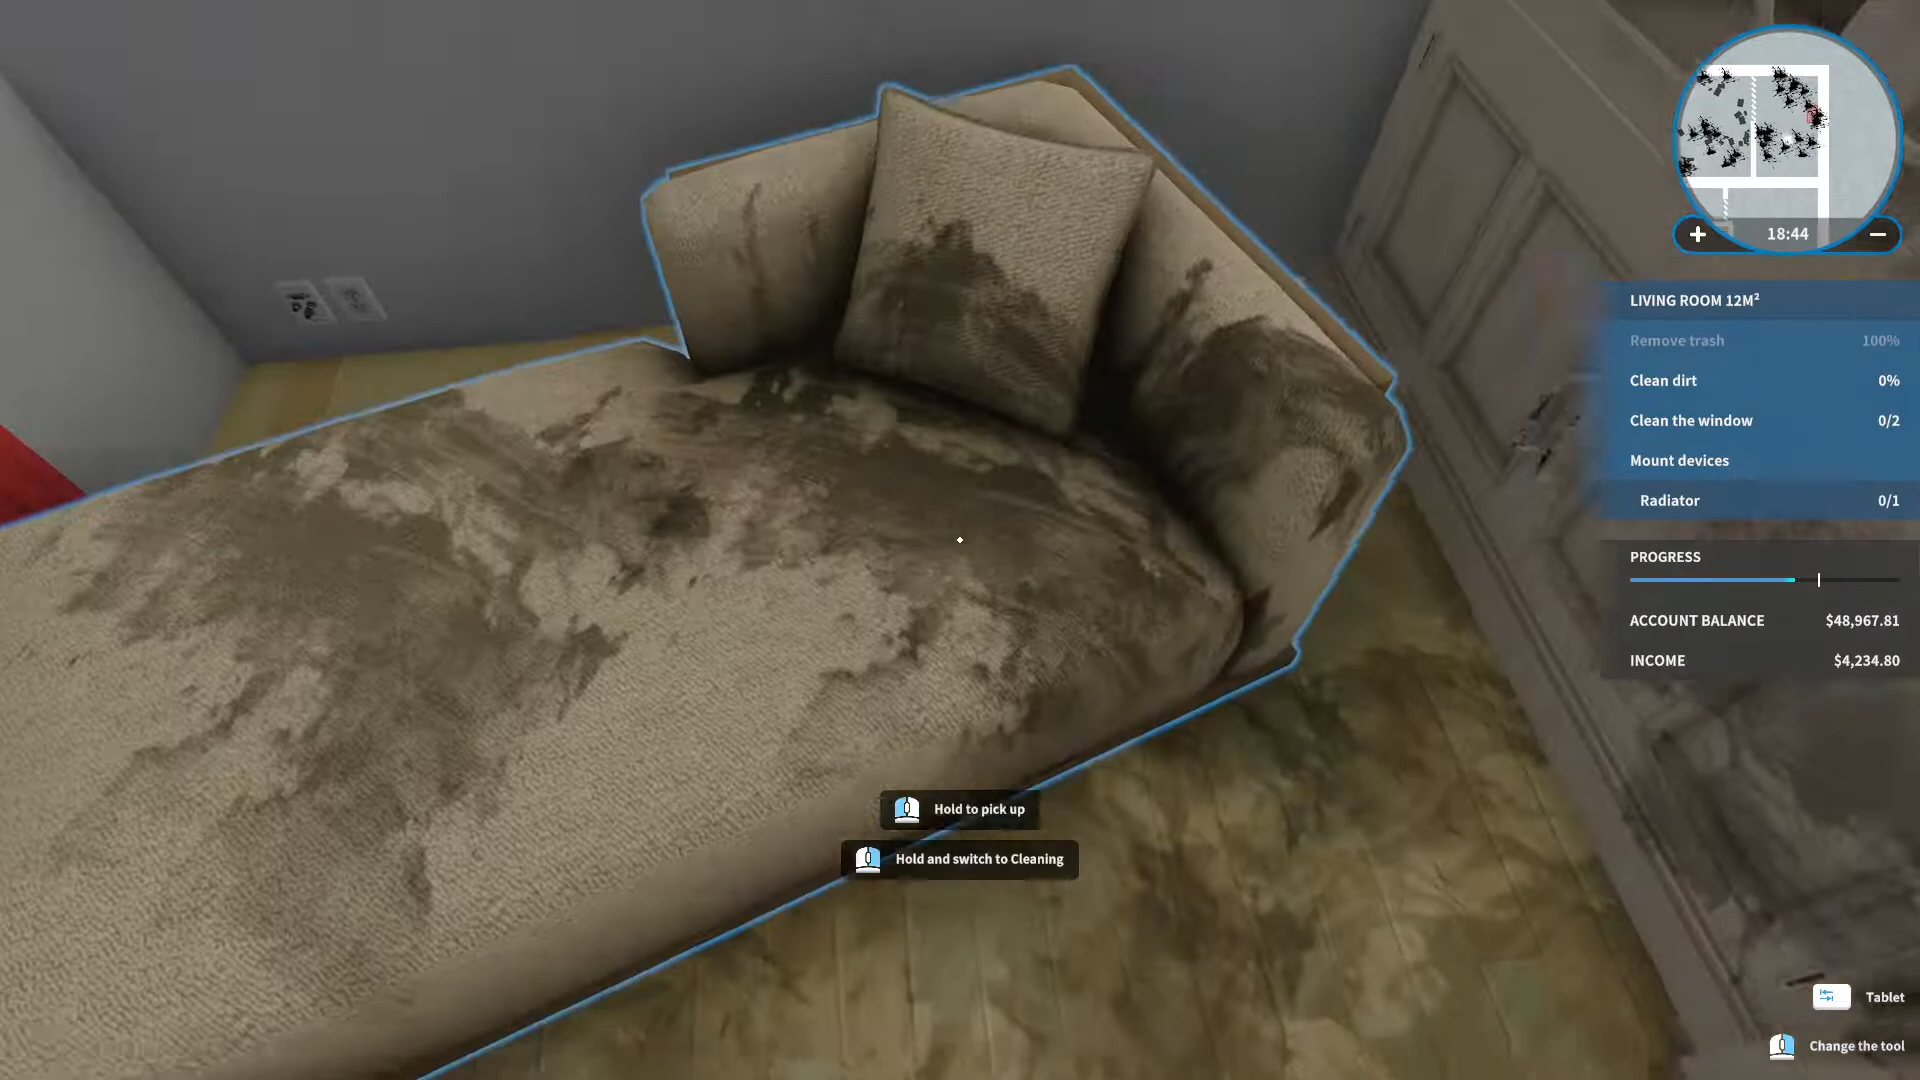 + 18:44 −
LIVING ROOM 12M²
Remove trash 100%
Clean dirt 0%
Clean the window 0/2
Mount devices
Radiator 0/1
PROGRESS
ACCOUNT BALANCE $48,967.81
INCOME $4,234.80
Hold to pick up
Hold and switch to Cleaning
Tablet
Change the tool